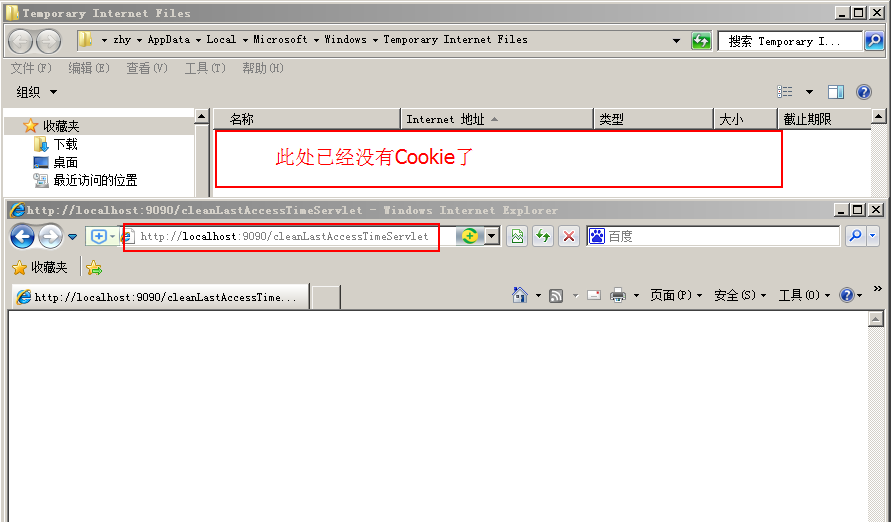 Temporary Internet Files
zhy AppData Local Microsoft Windows Temporary Internet Files 搜索 Temporary I...
文件(F) 编辑(E) 查看(V) 工具(T) 帮助(H)
组织
收藏夹 名称 Internet 地址 类型 大小 截止期限
下载
桌面
最近访问的位置
此处已经没有Cookie了
http://localhost:9090/cleanLastAccessTimeServlet - Windows Internet Explorer
http://localhost:9090/cleanLastAccessTimeServlet 百度
收藏夹
http://localhost:9090/cleanLastAccessTime... 页面(P) 安全(S) 工具(O) »